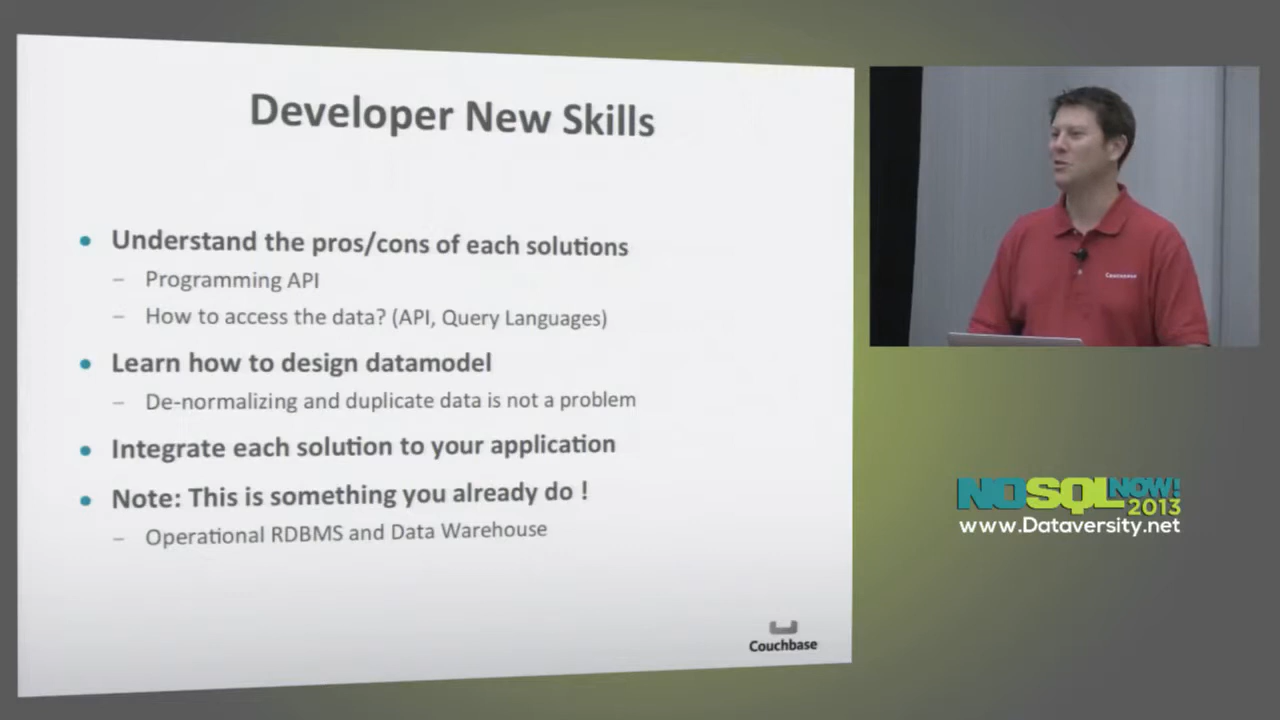 Developer New Skills
• Understand the pros/cons of each solutions
– Programming API
– How to access the data? (API, Query Languages)
• Learn how to design datamodel
– De-normalizing and duplicate data is not a problem
• Integrate each solution to your application
• Note: This is something you already do !
– Operational RDBMS and Data Warehouse
Couchbase
Couchbase
NOSQL NOW!
2013
www.Dataversity.net